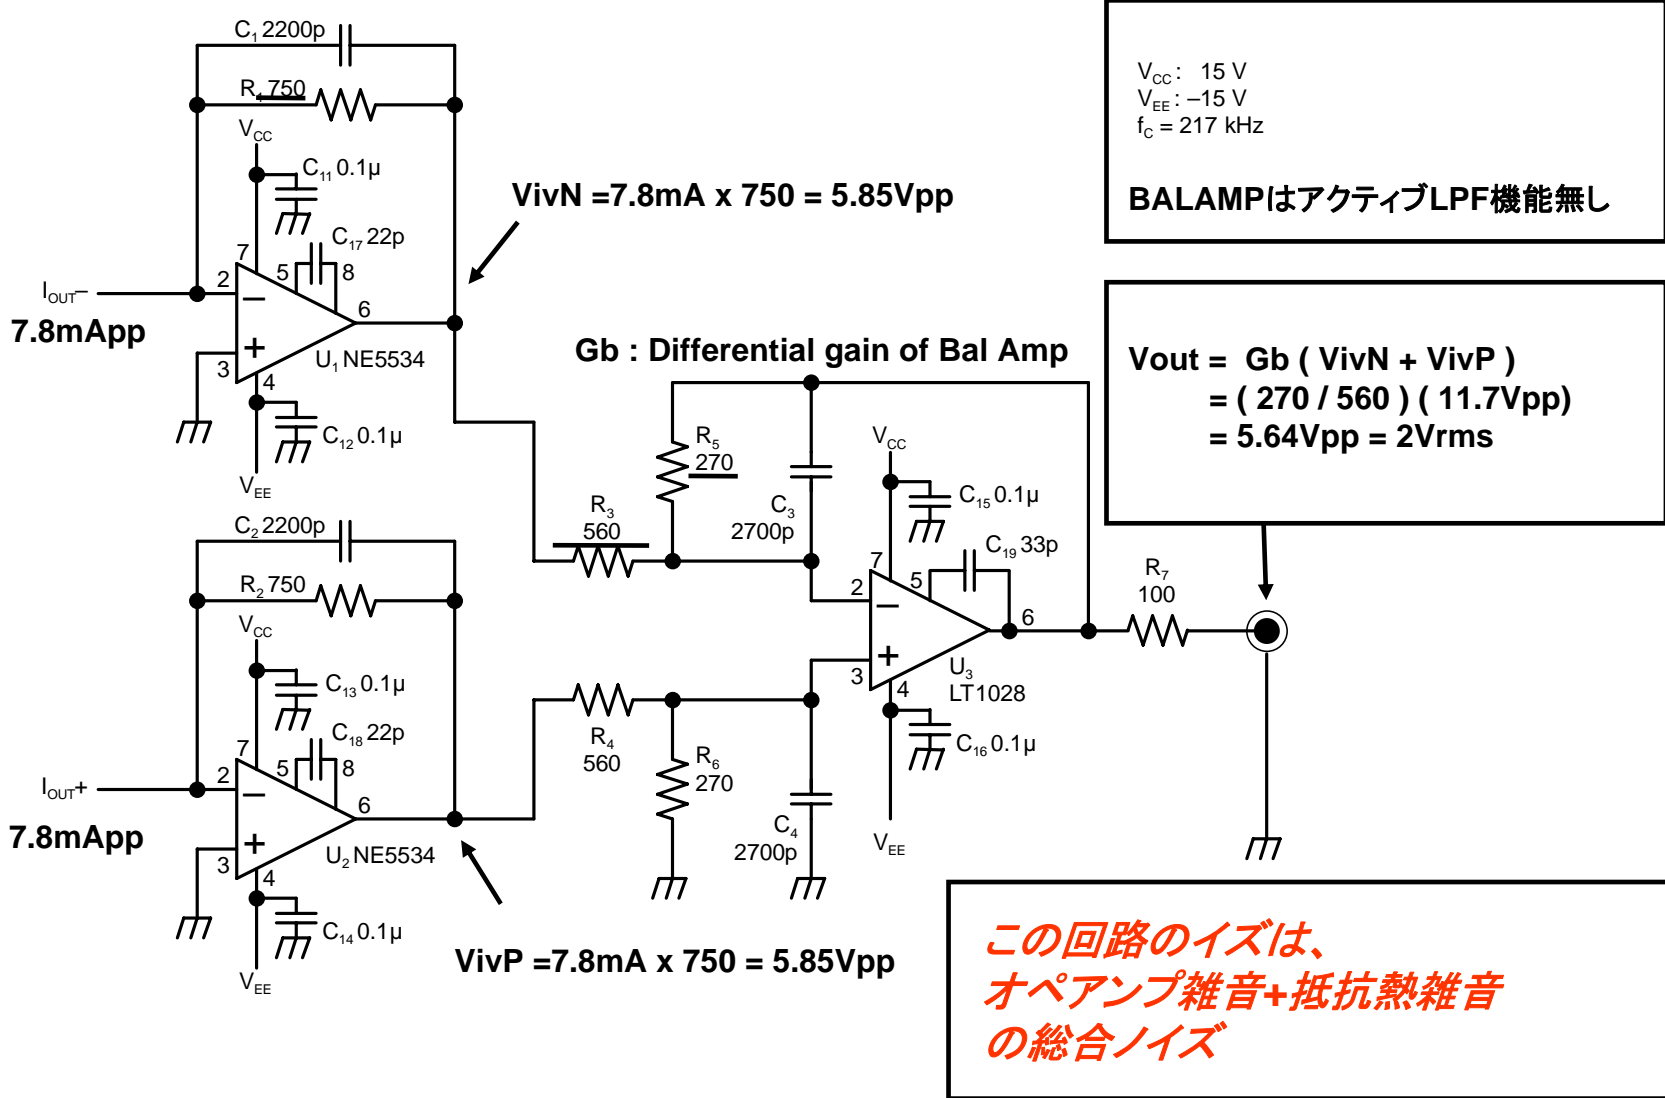 C1 2200p
R1 750
VCC
C11 0.1µ
C17 22p
7
5
8
2
6
3
4
IOUT–
7.8mApp
U1 NE5534
C12 0.1µ
VEE
VivN =7.8mA x 750 = 5.85Vpp
VCC : 15 V
VEE : –15 V
fC = 217 kHz
BALAMPはアクティブLPF機能無し
Gb : Differential gain of Bal Amp
Vout = Gb ( VivN + VivP )
= ( 270 / 560 ) ( 11.7Vpp)
= 5.64Vpp = 2Vrms
R5
270
C3
2700p
R3
560
VCC
C15 0.1µ
C19 33p
7
5
2
6
3
4
U3
LT1028
C16 0.1µ
VEE
R7
100
C2 2200p
R2 750
VCC
C13 0.1µ
C18 22p
7
5
8
2
6
3
4
IOUT+
7.8mApp
U2 NE5534
C14 0.1µ
VEE
R4
560
R6
270
C4
2700p
VivP =7.8mA x 750 = 5.85Vpp
この回路のイズは、
オペアンプ雑音+抵抗熱雑音
の総合ノイズ